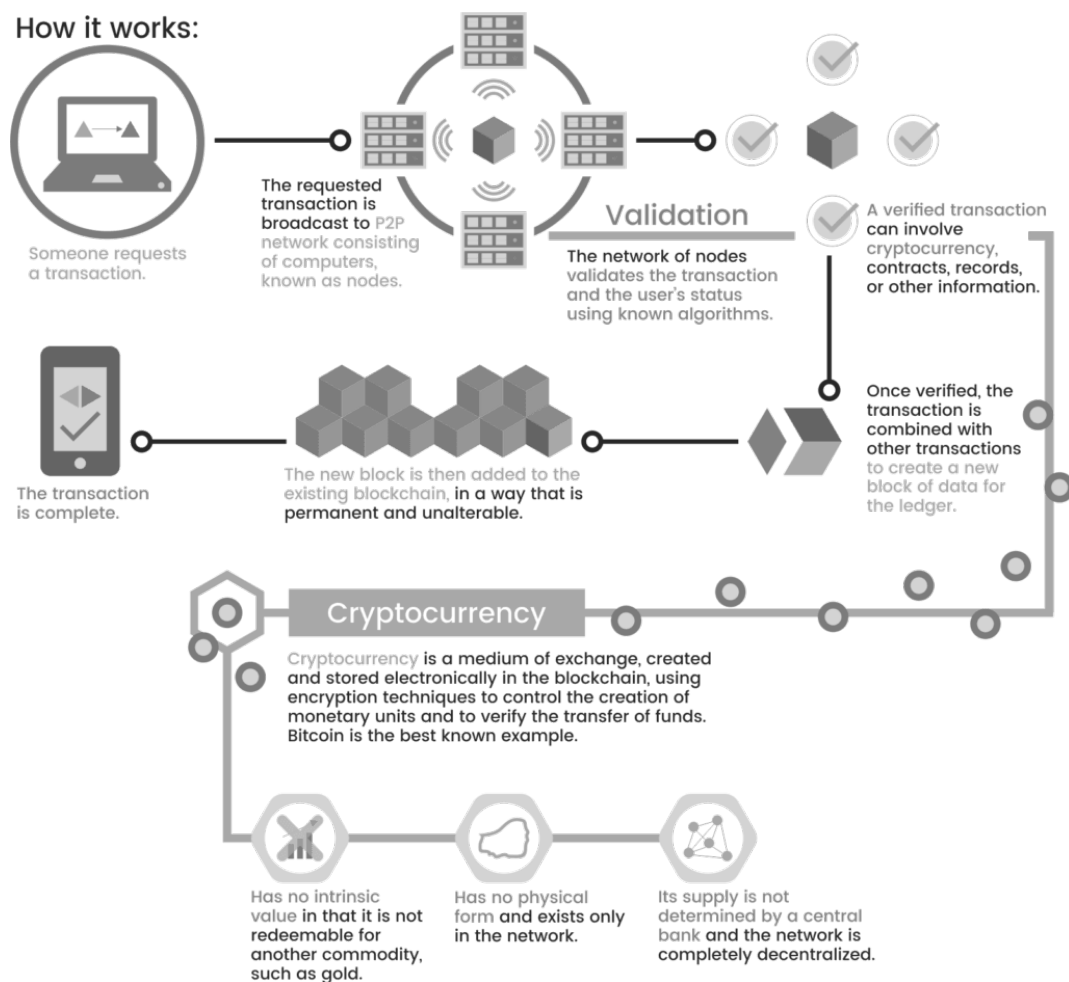 How it works:
Someone requests
a transaction.
The requested
transaction is
broadcast to P2P
network consisting
of computers,
known as nodes.
Validation
The network of nodes
validates the transaction
and the user's status
using known algorithms.
A verified transaction
can involve
cryptocurrency,
contracts, records,
or other information.
Once verified, the
transaction is
combined with
other transactions
to create a new
block of data for
the ledger.
The new block is then added to the
existing blockchain, in a way that is
permanent and unalterable.
The transaction
is complete.
Cryptocurrency
Cryptocurrency is a medium of exchange, created
and stored electronically in the blockchain, using
encryption techniques to control the creation of
monetary units and to verify the transfer of funds.
Bitcoin is the best known example.
Has no intrinsic
value in that it is not
redeemable for
another commodity,
such as gold.
Has no physical
form and exists only
in the network.
Its supply is not
determined by a central
bank and the network is
completely decentralized.